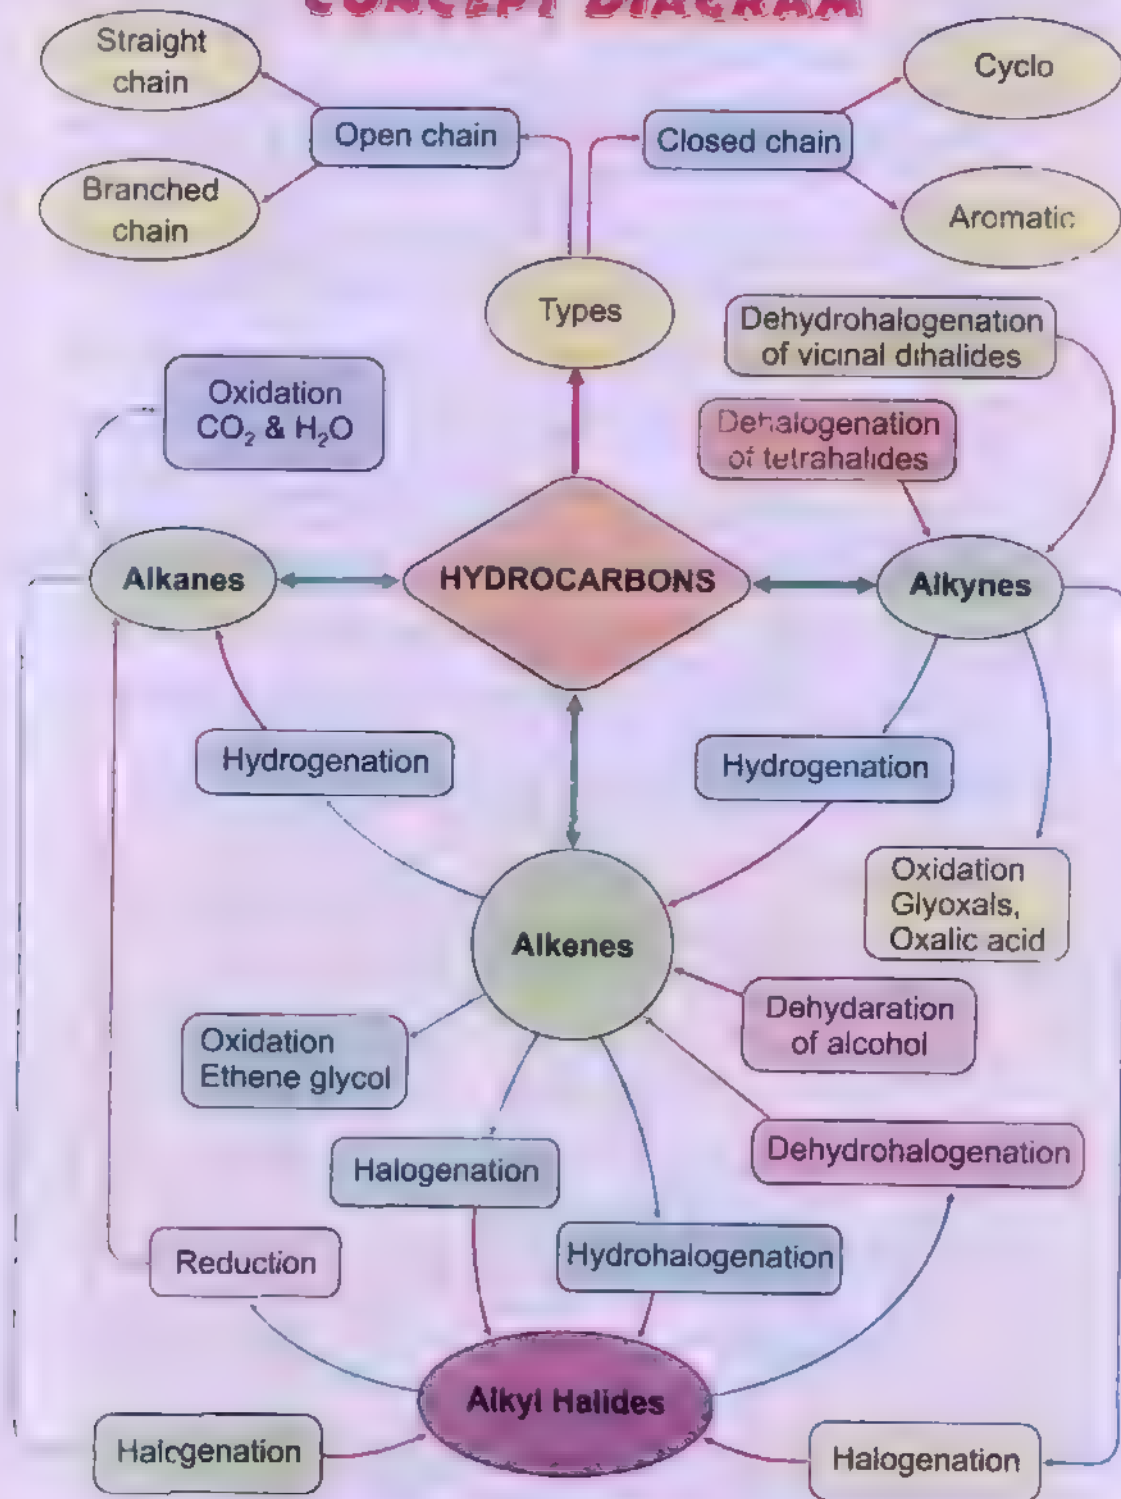 CONCEPT DIAGRAM
Straight
chain
Cyclo
Open chain
Closed chain
Branched
chain
Aromatic
Types
Dehydrohalogenation
of vicinal dihalides
Oxidation
CO₂ & H₂O
Dehalogenation
of tetrahalides
Alkanes
HYDROCARBONS
Alkynes
Hydrogenation
Hydrogenation
Oxidation
Glyoxals,
Oxalic acid
Alkenes
Dehydaration
of alcohol
Oxidation
Ethene glycol
Halogenation
Dehydrohalogenation
Reduction
Hydrohalogenation
Alkyl Halides
Halogenation
Halogenation